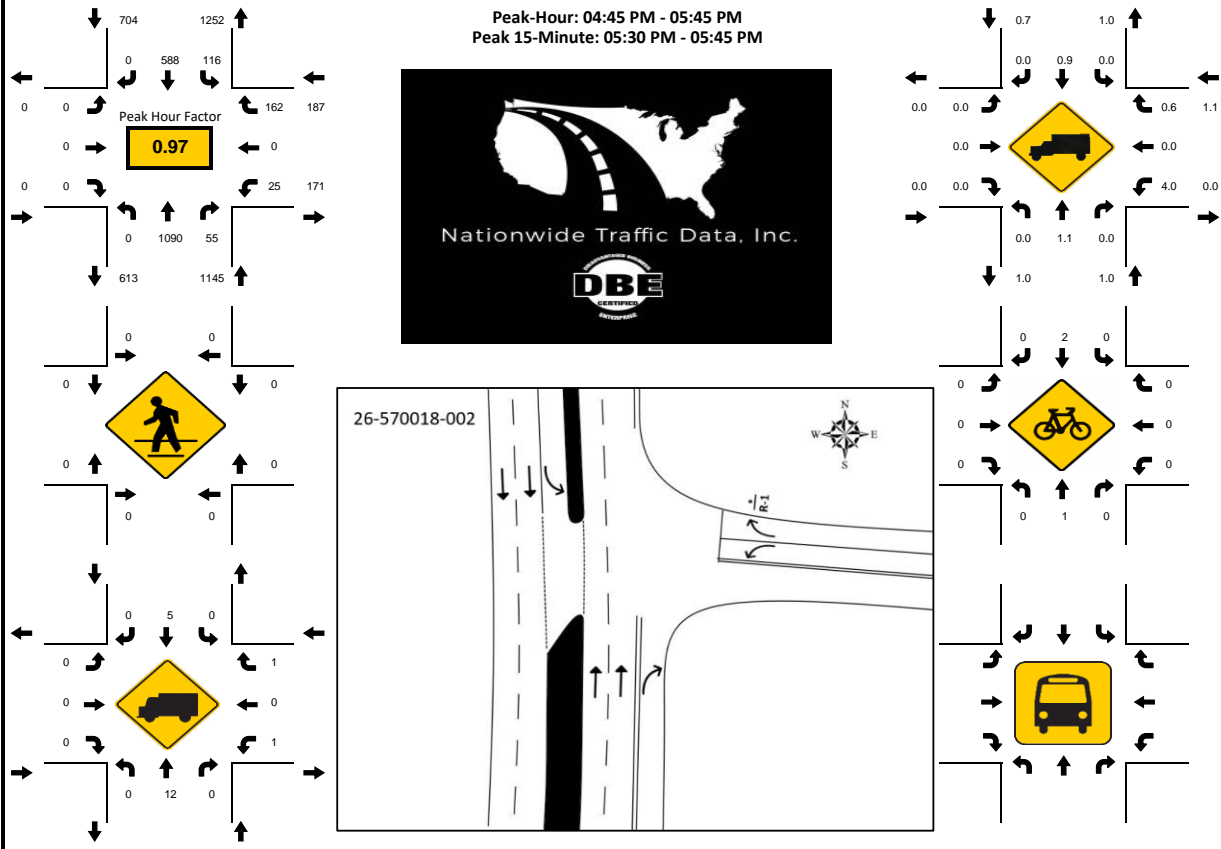 Peak-Hour: 04:45 PM - 05:45 PM
Peak 15-Minute: 05:30 PM - 05:45 PM
704 1252
0 588 116
0 0 162 187
Peak Hour Factor
0 0.97 0
0 0 25 171
0 1090 55
613 1145
Nationwide Traffic Data, Inc.
DISADVANTAGED BUSINESS
DBE
CERTIFIED
ENTERPRISE
0.7 1.0
0.0 0.9 0.0
0.0 0.0 0.6 1.1
0.0 0.0
0.0 0.0 4.0 0.0
0.0 1.1 0.0
1.0 1.0
0 0
0 0
0 0
0 0
26-570018-002
N
W E
S
R-1
0 2 0
0 0
0 0
0 0
0 1 0
0 5 0
0 1
0 0
0 1
0 12 0